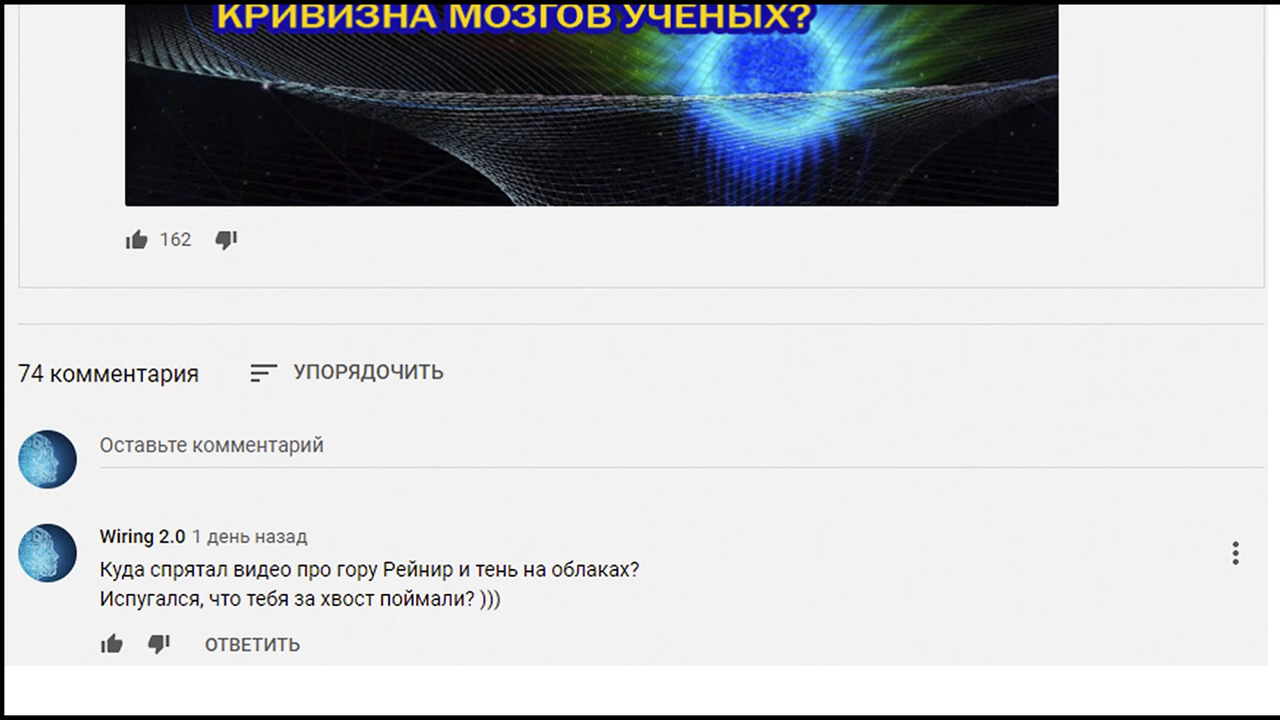 КРИВИЗНА МОЗГОВ УЧЕНЫХ?
162
74 комментария УПОРЯДОЧИТЬ
Оставьте комментарий
Wiring 2.0 1 день назад
Куда спрятал видео про гору Рейнир и тень на облаках?
Испугался, что тебя за хвост поймали? )))
ОТВЕТИТЬ